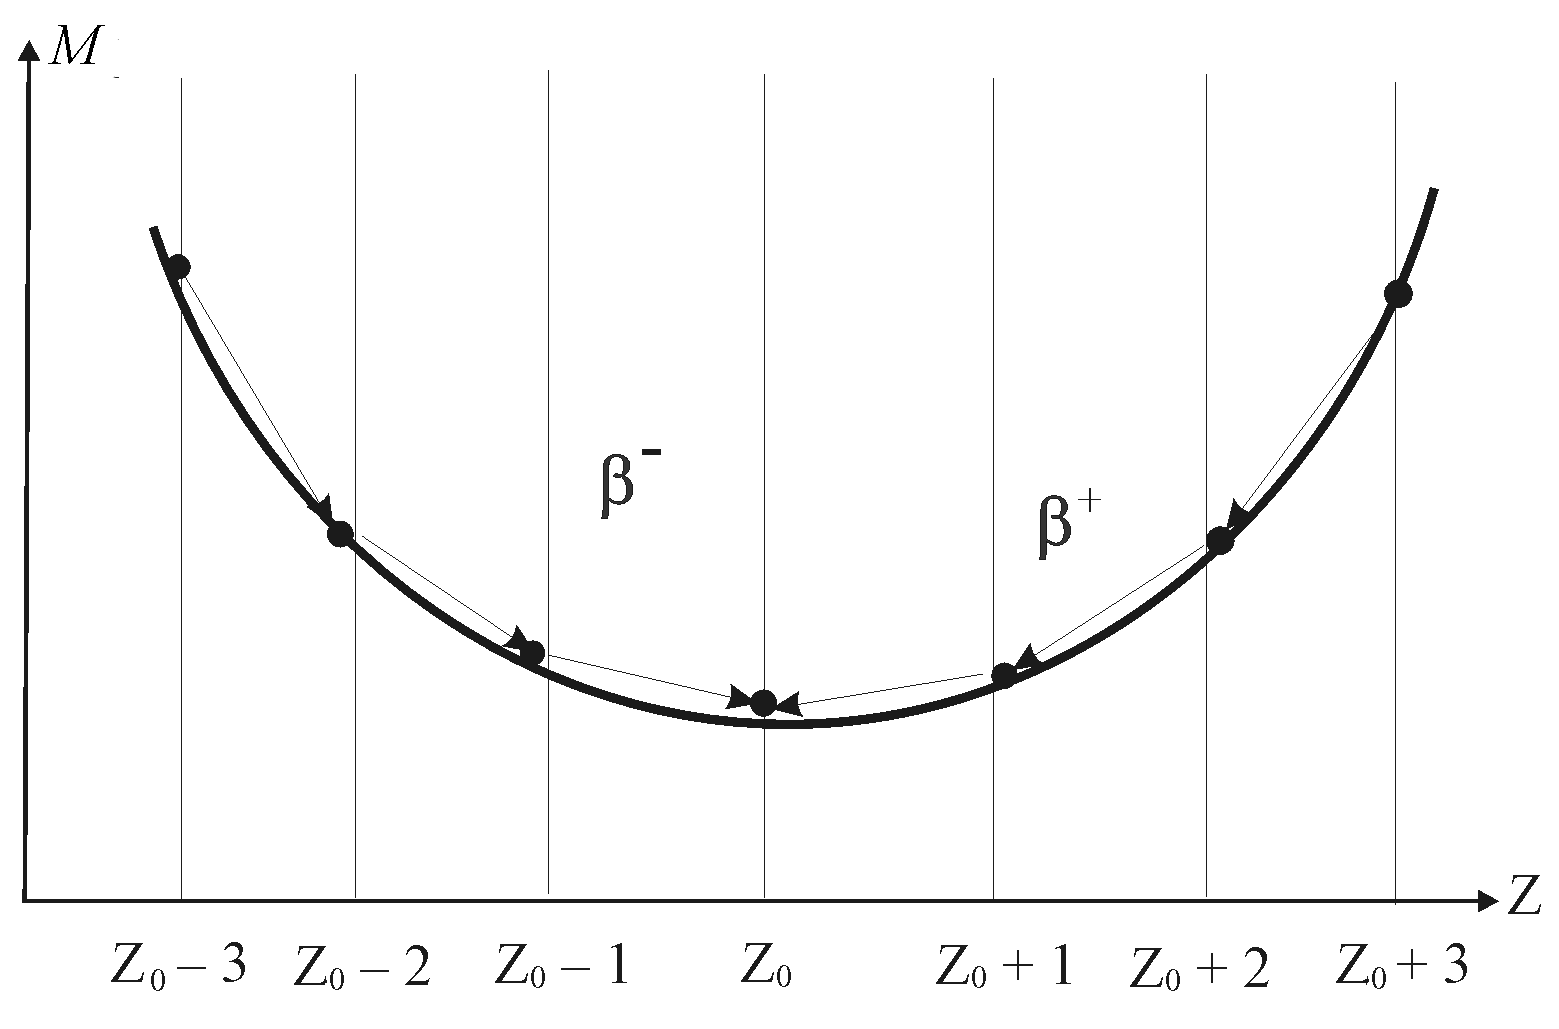 M
β⁻
β⁺
Z
Z₀ – 3 Z₀ – 2 Z₀ – 1 Z₀ Z₀ + 1 Z₀ + 2 Z₀ + 3